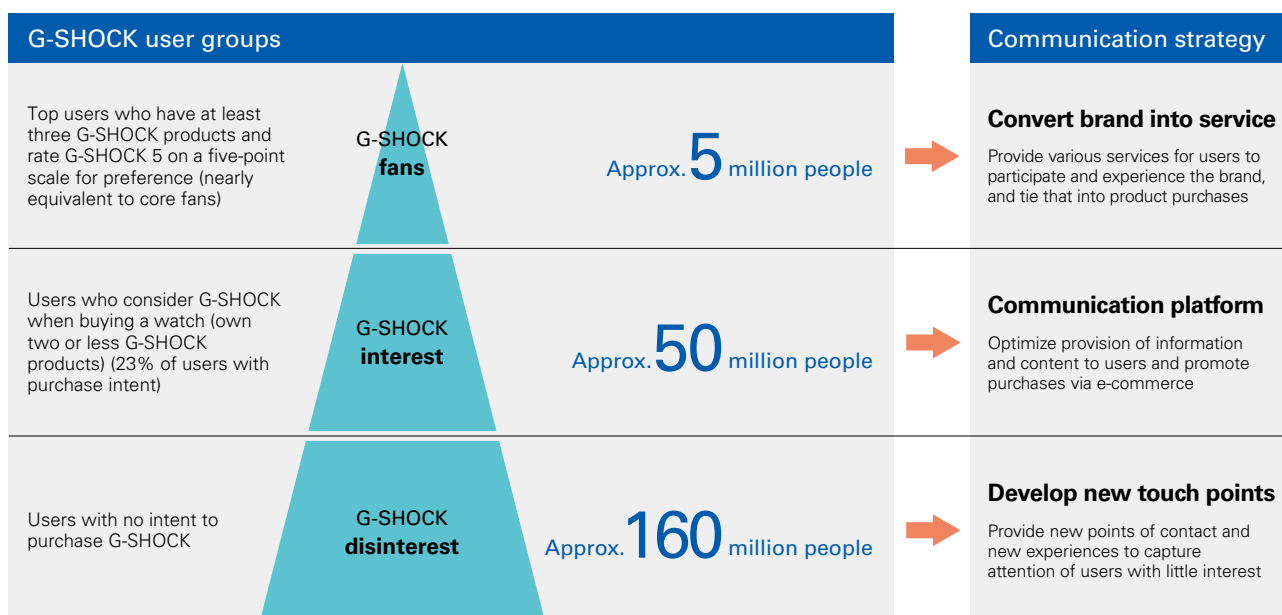 G-SHOCK user groups
Communication strategy
Top users who have at least
three G-SHOCK products and
rate G-SHOCK 5 on a five-point
scale for preference (nearly
equivalent to core fans)
G-SHOCK
fans
Approx. 5 million people
Convert brand into service
Provide various services for users to
participate and experience the brand,
and tie that into product purchases
Users who consider G-SHOCK
when buying a watch (own
two or less G-SHOCK
products) (23% of users with
purchase intent)
G-SHOCK
interest
Approx. 50 million people
Communication platform
Optimize provision of information
and content to users and promote
purchases via e-commerce
Users with no intent to
purchase G-SHOCK
G-SHOCK
disinterest
Approx. 160 million people
Develop new touch points
Provide new points of contact and
new experiences to capture
attention of users with little interest